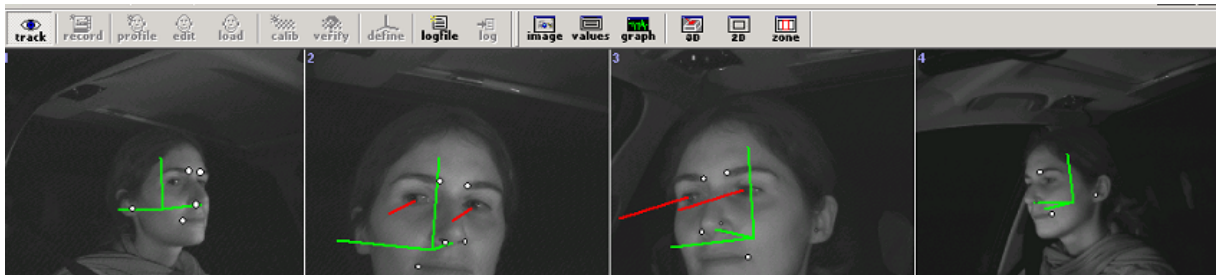 track record profile edit load calib verify define logfile log image values graph 3D 2D zone
1 2 3 4